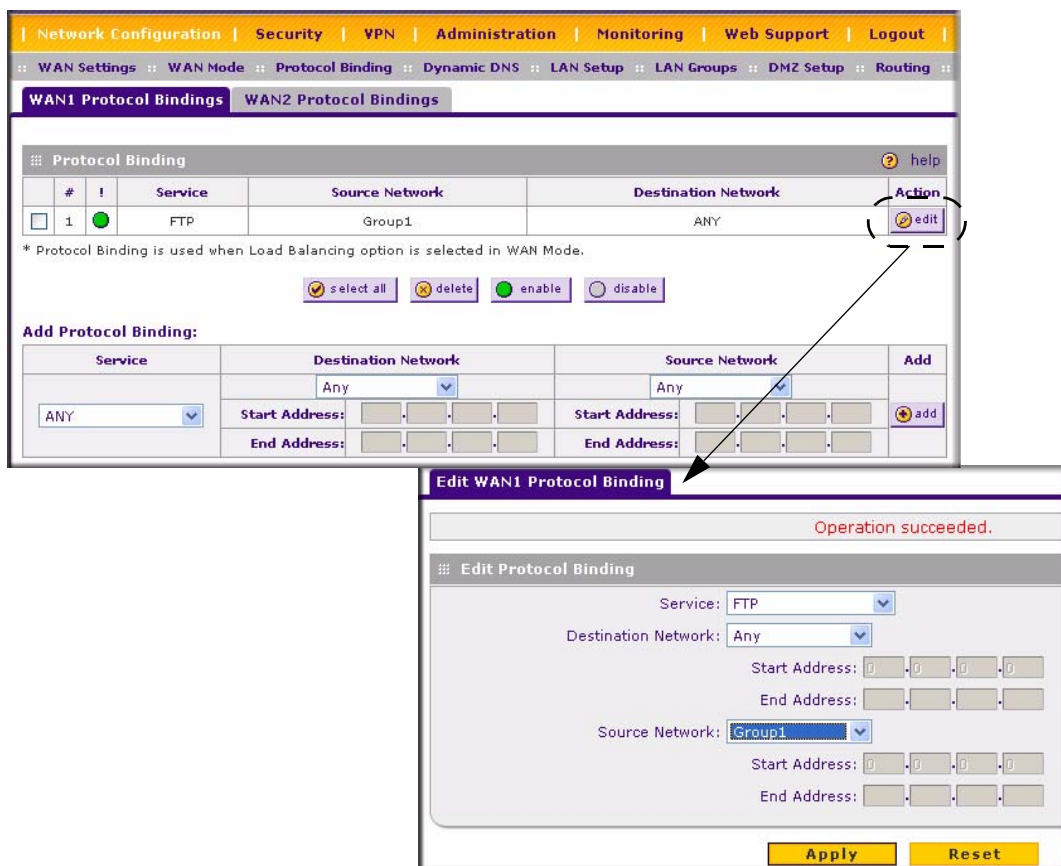 | Network Configuration | Security | VPN | Administration | Monitoring | Web Support | Logout |
:: WAN Settings :: WAN Mode :: Protocol Binding :: Dynamic DNS :: LAN Setup :: LAN Groups :: DMZ Setup :: Routing ::
WAN1 Protocol Bindings WAN2 Protocol Bindings
Protocol Binding help
# ! Service Source Network Destination Network Action
1 FTP Group1 ANY edit
* Protocol Binding is used when Load Balancing option is selected in WAN Mode.
select all delete enable disable
Add Protocol Binding:
Service Destination Network Source Network Add
Any Any
ANY Start Address: . . . Start Address: . . . add
End Address: . . . End Address: . . .
Edit WAN1 Protocol Binding
Operation succeeded.
Edit Protocol Binding
Service: FTP
Destination Network: Any
Start Address: 0 .0 .0 .0
End Address: . . .
Source Network: Group1
Start Address: 0 .0 .0 .0
End Address: . . .
Apply Reset